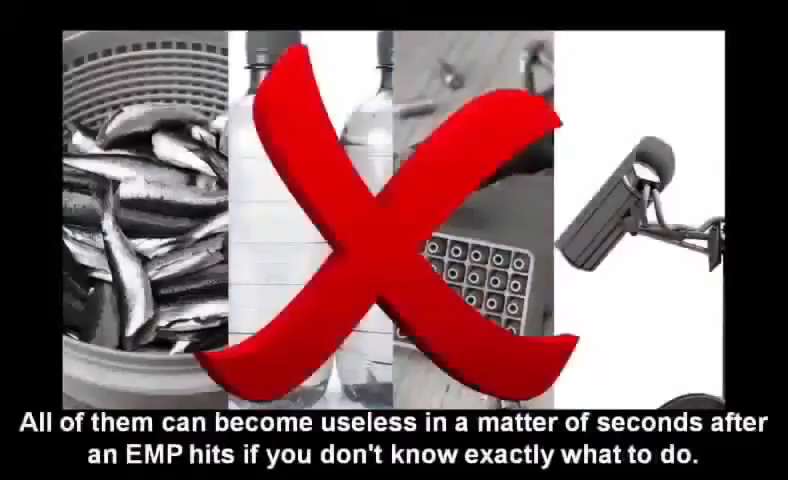 All of them can become useless in a matter of seconds after
an EMP hits if you don't know exactly what to do.